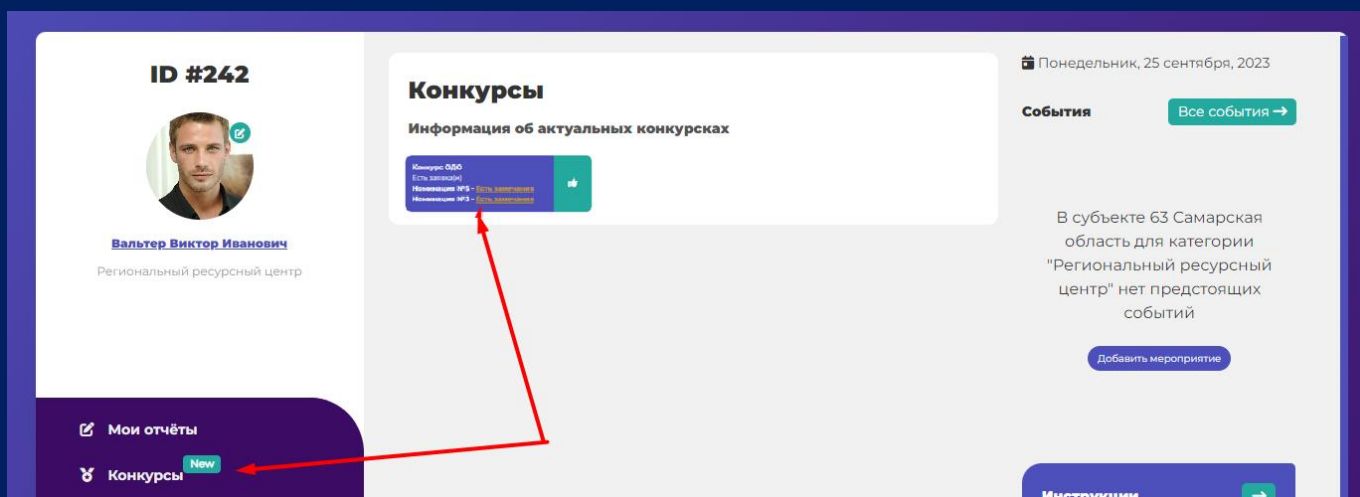 ID #242
Вальтер Виктор Иванович
Региональный ресурсный центр
Мои отчёты
Конкурсы
New
Конкурсы
Информация об актуальных конкурсках
Конкурс ОДО
Есть заявка(и)
Номинация №5 - Есть замечания
Номинация №3 - Есть замечания
Понедельник, 25 сентября, 2023
События
Все события →
В субъекте 63 Самарская
область для категории
"Региональный ресурсный
центр" нет предстоящих
событий
Добавить мероприятие
Инструкции